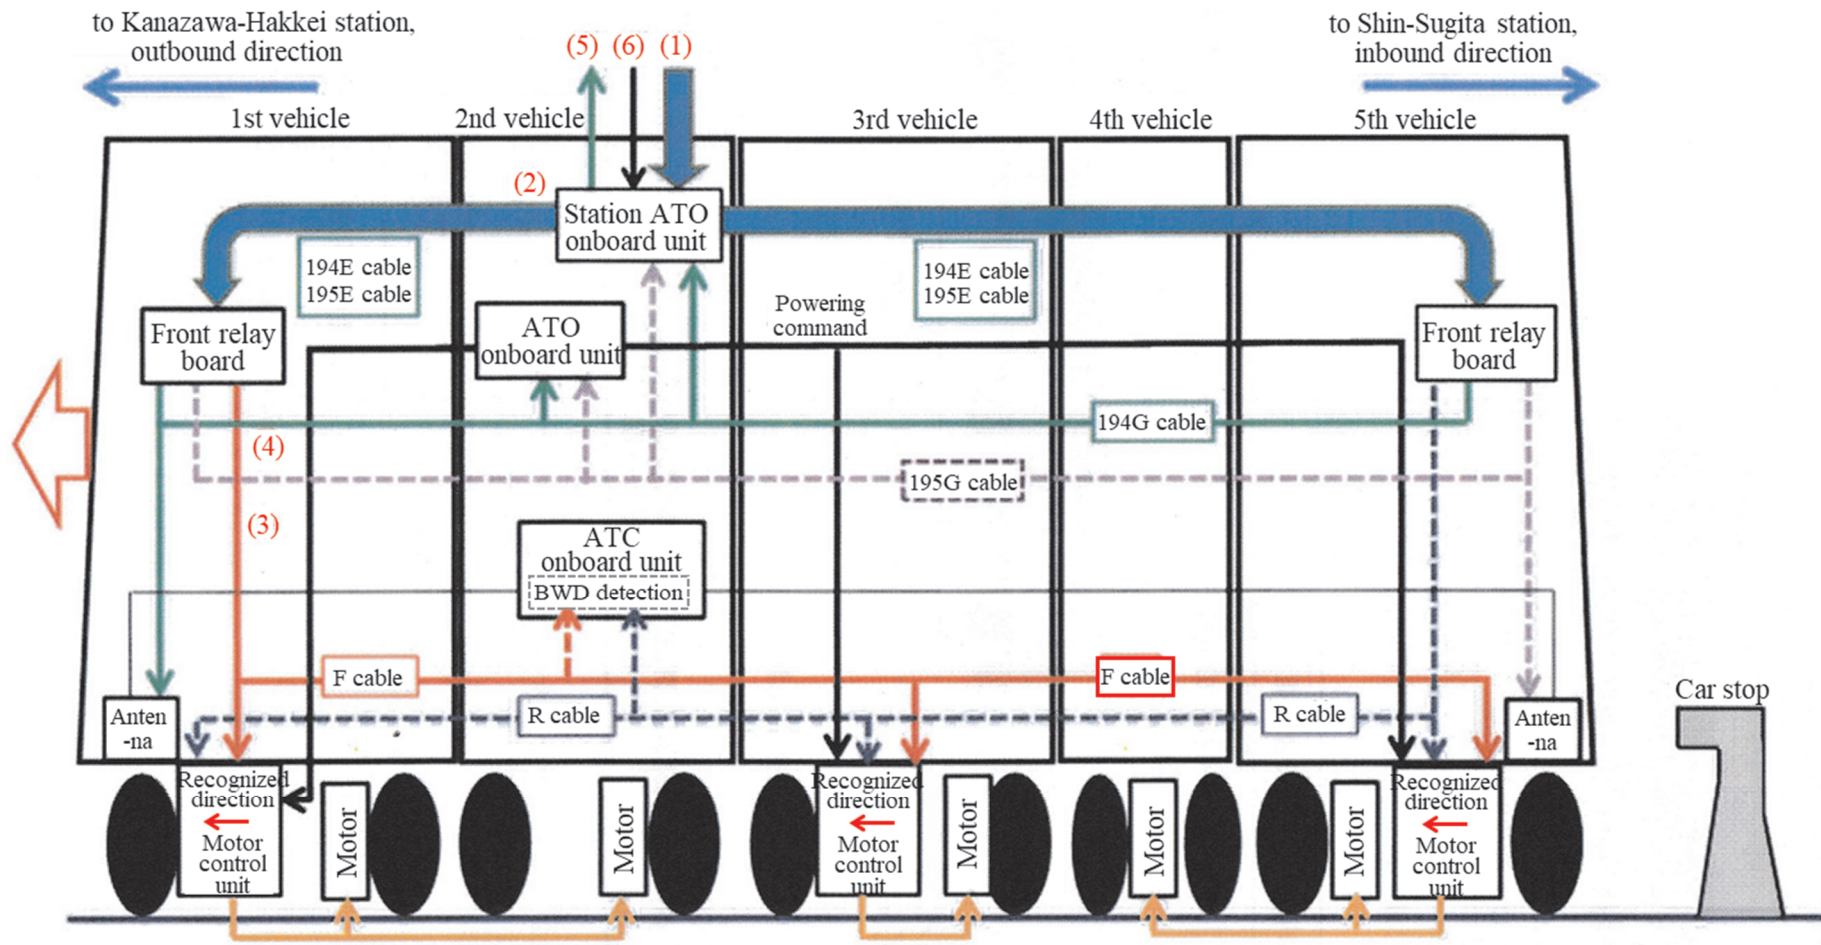 to Kanazawa-Hakkei station,
outbound direction
to Shin-Sugita station,
inbound direction
(5)
(6)
(1)
1st vehicle
2nd vehicle
3rd vehicle
4th vehicle
5th vehicle
(2)
Station ATO
onboard unit
194E cable
195E cable
194E cable
195E cable
Front relay
board
ATO
onboard unit
Powering
command
Front relay
board
194G cable
(4)
195G cable
(3)
ATC
onboard unit
BWD detection
F cable
F cable
R cable
R cable
Anten
-na
Anten
-na
Car stop
Recognized
direction
Motor
control
unit
Motor
Motor
Recognized
direction
Motor
control
unit
Motor
Motor
Motor
Recognized
direction
Motor
control
unit